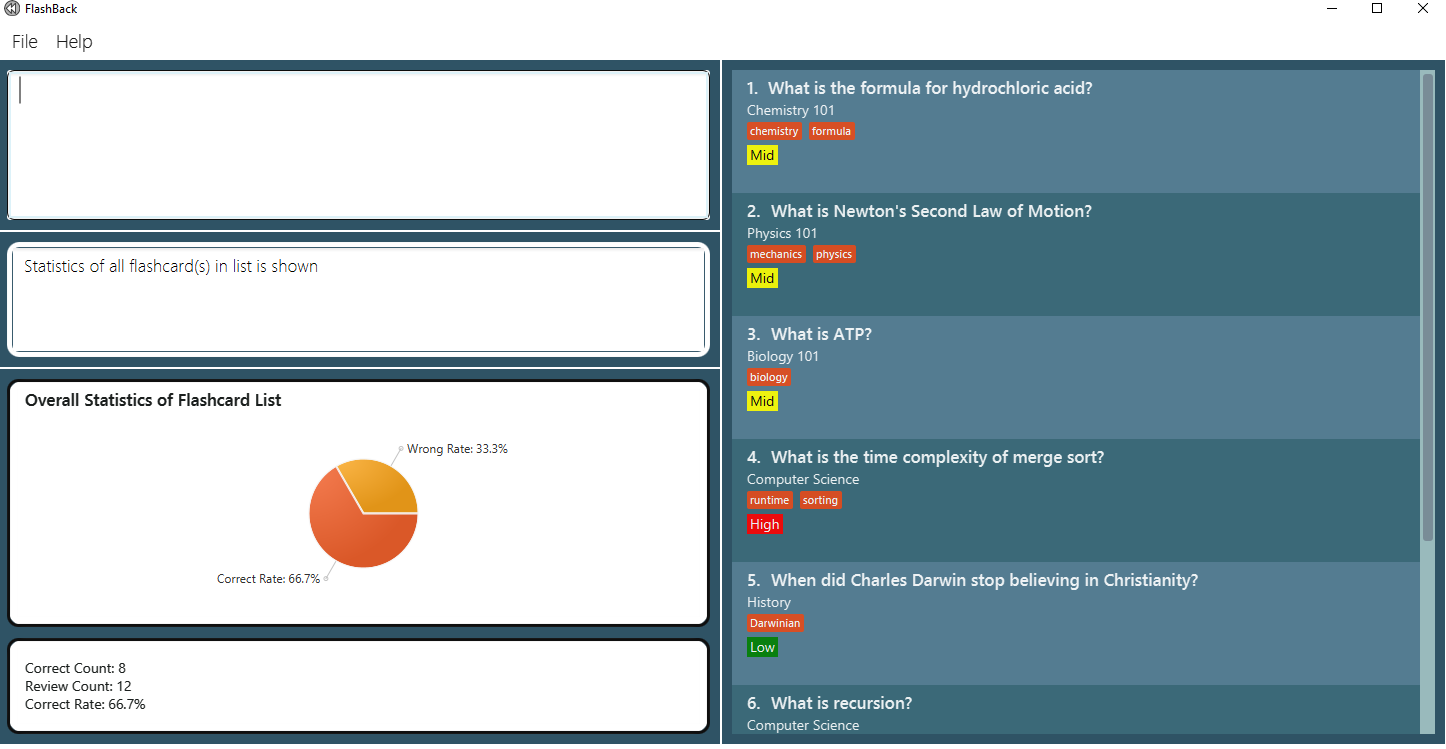 FlashBack
File Help
Statistics of all flashcard(s) in list is shown
Overall Statistics of Flashcard List
Wrong Rate: 33.3%
Correct Rate: 66.7%
Correct Count: 8
Review Count: 12
Correct Rate: 66.7%
1. What is the formula for hydrochloric acid?
Chemistry 101
chemistry formula
Mid
2. What is Newton's Second Law of Motion?
Physics 101
mechanics physics
Mid
3. What is ATP?
Biology 101
biology
Mid
4. What is the time complexity of merge sort?
Computer Science
runtime sorting
High
5. When did Charles Darwin stop believing in Christianity?
History
Darwinian
Low
6. What is recursion?
Computer Science